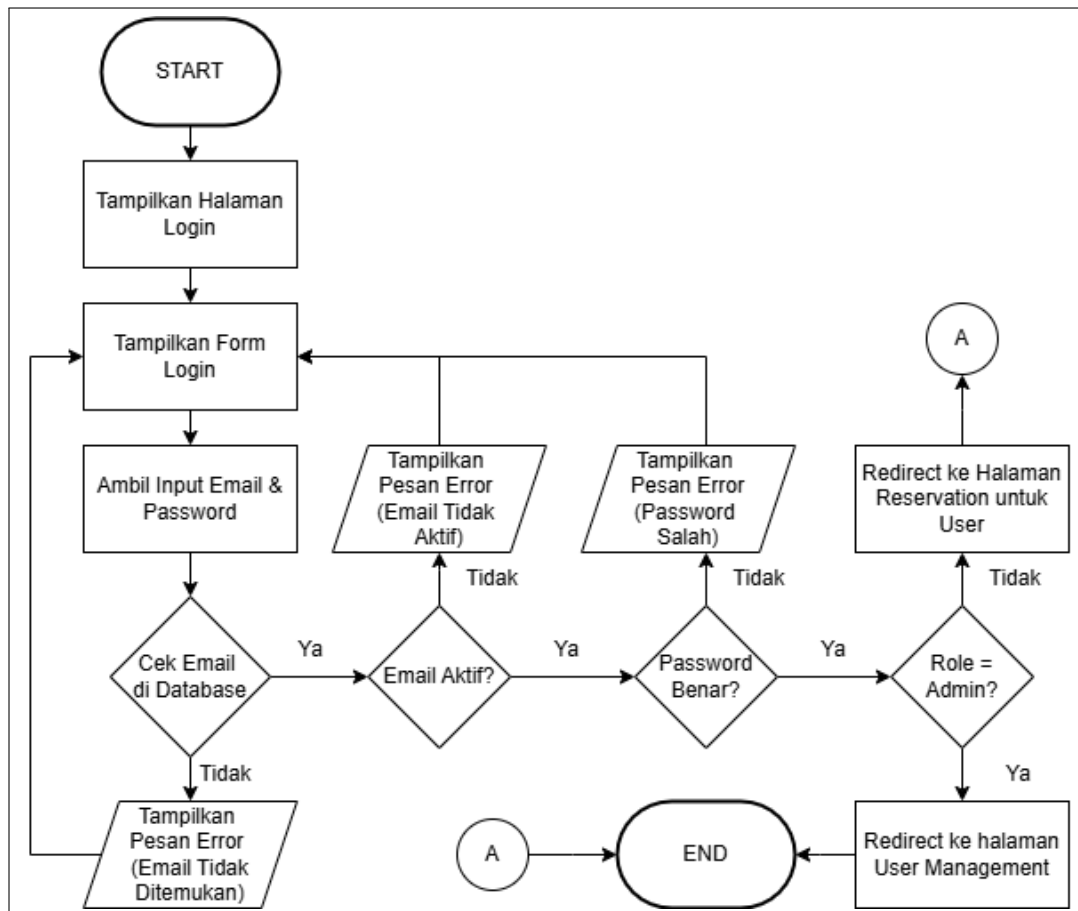 START
Tampilkan Halaman
Login
Tampilkan Form
Login
A
Ambil Input Email &
Password
Tampilkan
Pesan Error
(Email Tidak
Aktif)
Tampilkan
Pesan Error
(Password
Salah)
Redirect ke Halaman
Reservation untuk
User
Tidak
Tidak
Tidak
Cek Email
di Database
Ya
Email Aktif?
Ya
Password
Benar?
Ya
Role =
Admin?
Tidak
Ya
Tampilkan
Pesan Error
(Email Tidak
Ditemukan)
A
END
Redirect ke halaman
User Management